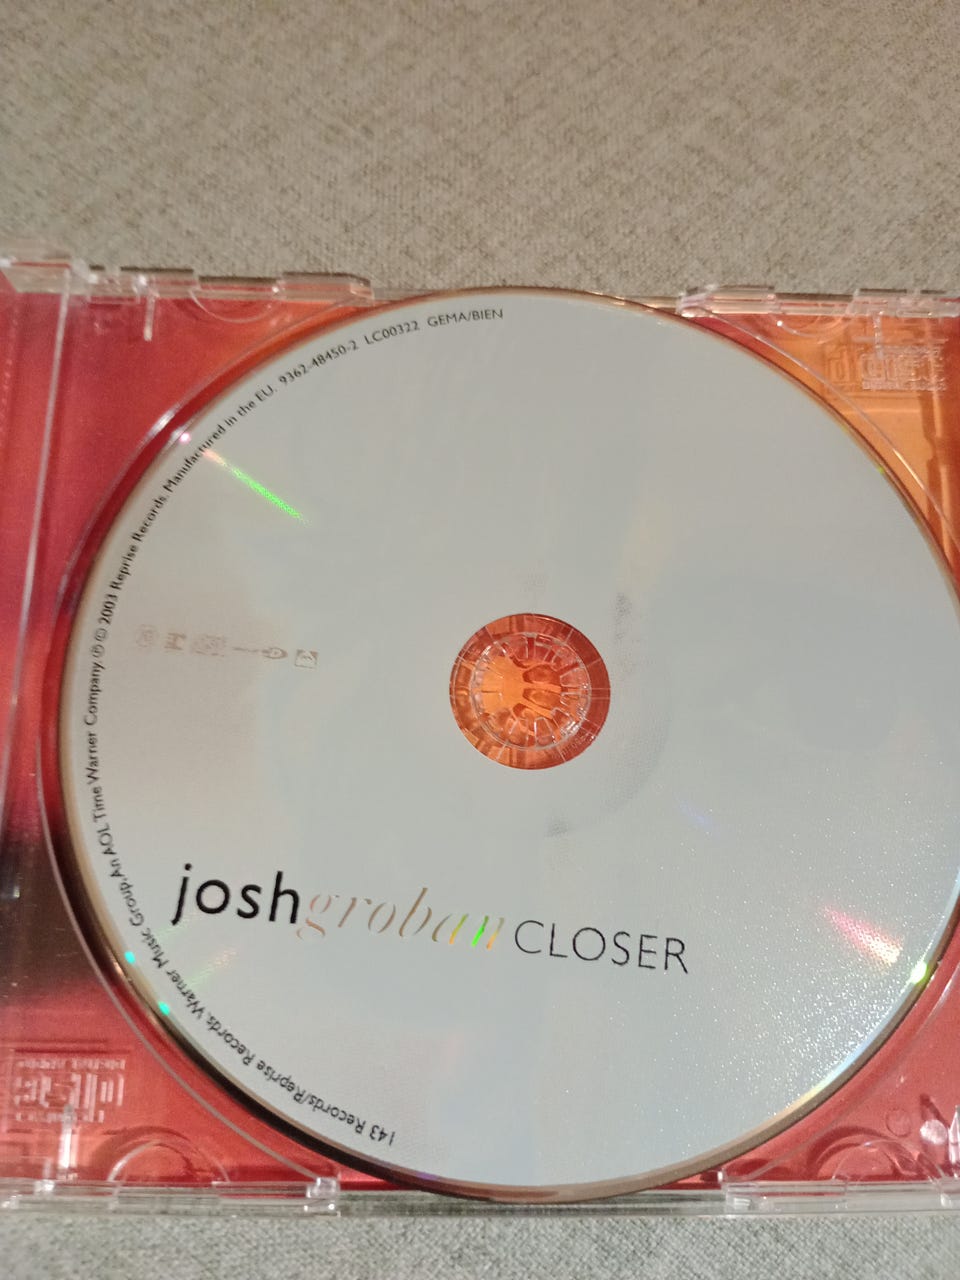 143 Records/Reprise Records. Warner Music Group, An AOL Time Warner Company. ℗ © 2003 Reprise Records. Manufactured in the EU. 9362-48450-2 LC00322 GEMA/BIEN
joshgroban CLOSER